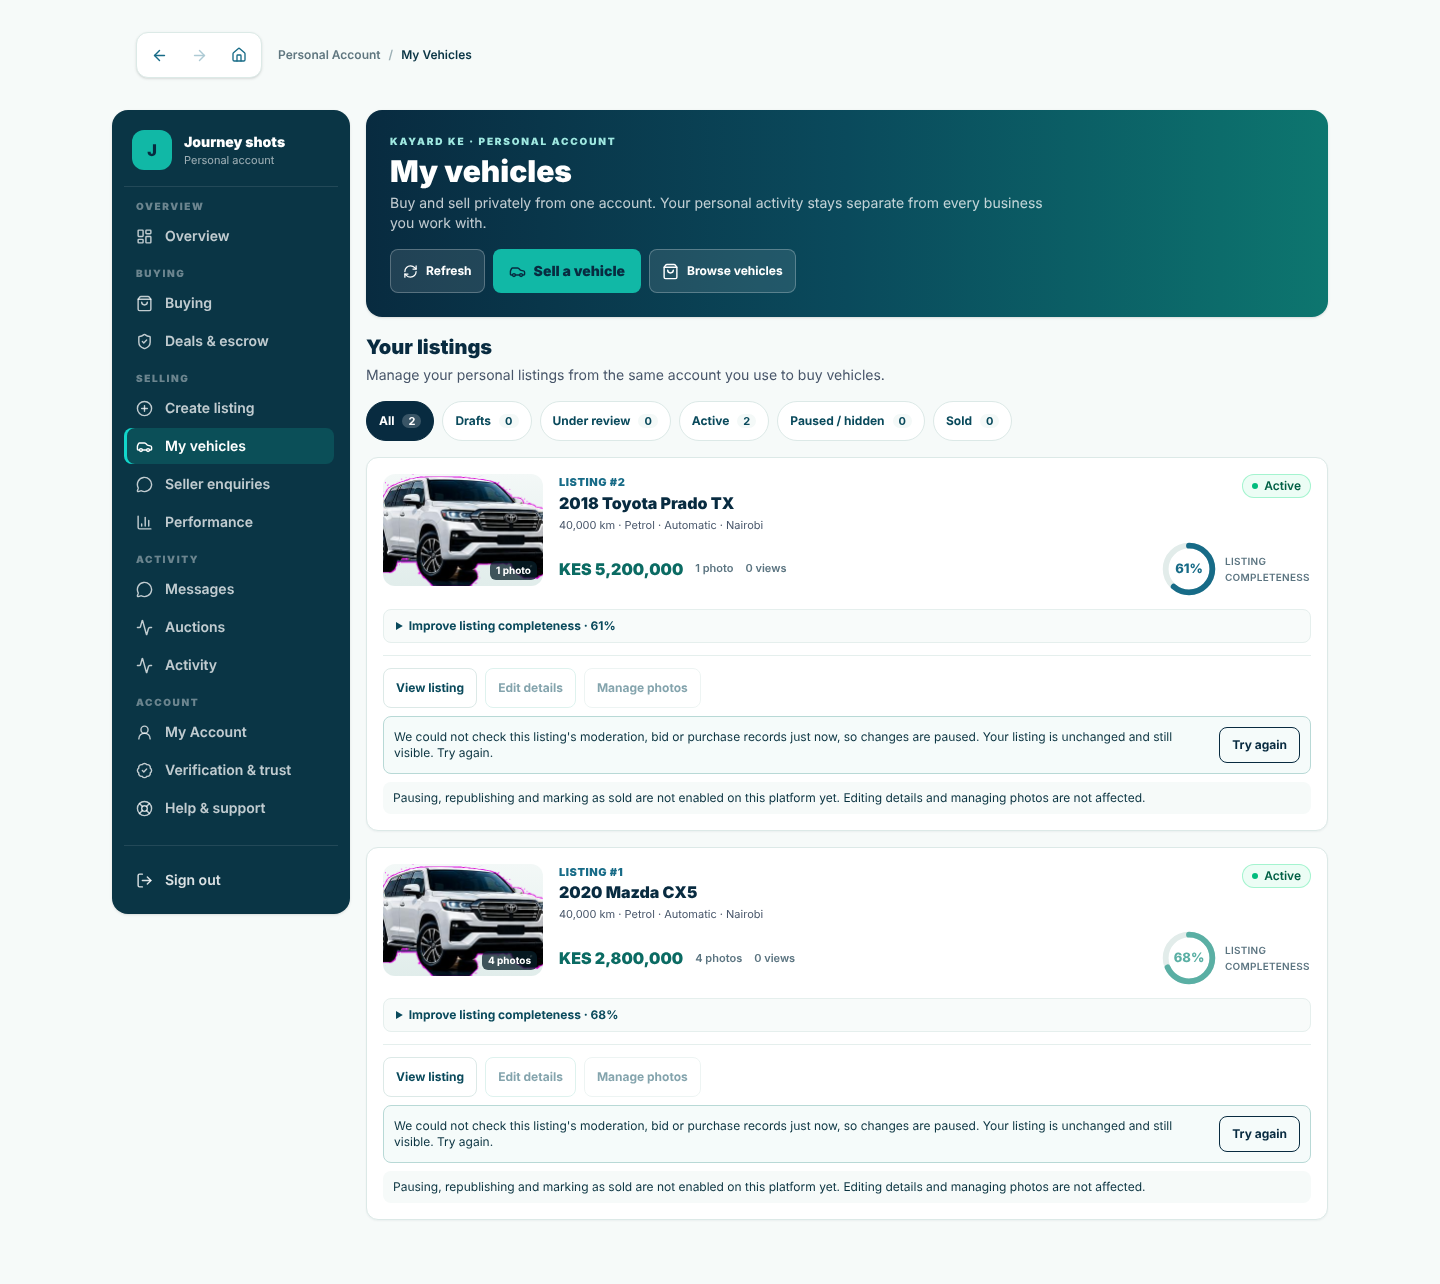 Personal Account / My Vehicles
J
Journey shots
Personal account
OVERVIEW
Overview
BUYING
Buying
Deals & escrow
SELLING
Create listing
My vehicles
Seller enquiries
Performance
ACTIVITY
Messages
Auctions
Activity
ACCOUNT
My Account
Verification & trust
Help & support
Sign out
KAYARD KE · PERSONAL ACCOUNT
My vehicles
Buy and sell privately from one account. Your personal activity stays separate from every business
you work with.
Refresh
Sell a vehicle
Browse vehicles
Your listings
Manage your personal listings from the same account you use to buy vehicles.
All 2
Drafts 0
Under review 0
Active 2
Paused / hidden 0
Sold 0
1 photo
LISTING #2
2018 Toyota Prado TX
40,000 km · Petrol · Automatic · Nairobi
KES 5,200,000 1 photo 0 views
Active
61%
LISTING
COMPLETENESS
Improve listing completeness · 61%
View listing
Edit details
Manage photos
We could not check this listing's moderation, bid or purchase records just now, so changes are paused. Your listing is unchanged and still
visible. Try again.
Try again
Pausing, republishing and marking as sold are not enabled on this platform yet. Editing details and managing photos are not affected.
4 photos
LISTING #1
2020 Mazda CX5
40,000 km · Petrol · Automatic · Nairobi
KES 2,800,000 4 photos 0 views
Active
68%
LISTING
COMPLETENESS
Improve listing completeness · 68%
View listing
Edit details
Manage photos
We could not check this listing's moderation, bid or purchase records just now, so changes are paused. Your listing is unchanged and still
visible. Try again.
Try again
Pausing, republishing and marking as sold are not enabled on this platform yet. Editing details and managing photos are not affected.